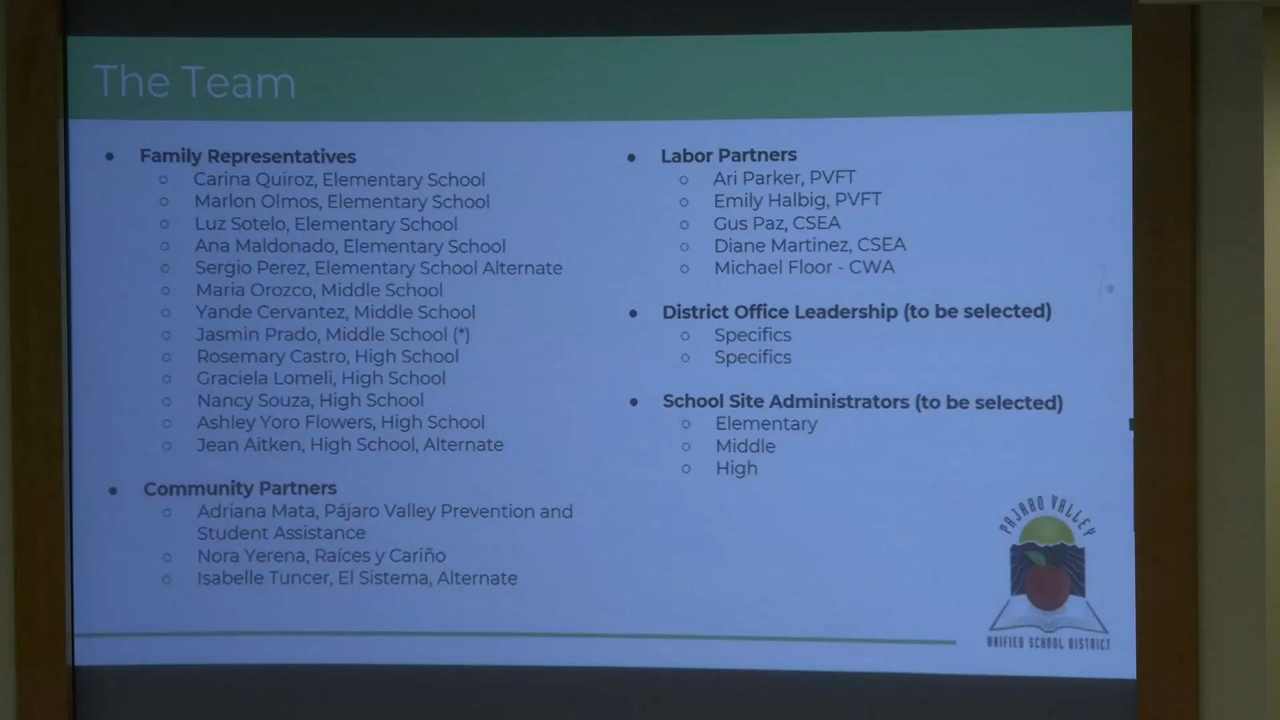 The Team
Family Representatives
Carina Quiroz, Elementary School
Marlon Olmos, Elementary School
Luz Sotelo, Elementary School
Ana Maldonado, Elementary School
Sergio Perez, Elementary School Alternate
Maria Orozco, Middle School
Yande Cervantez, Middle School
Jasmin Prado, Middle School (*)
Rosemary Castro, High School
Graciela Lomeli, High School
Nancy Souza, High School
Ashley Yoro Flowers, High School
Jean Aitken, High School, Alternate
Community Partners
Adriana Mata, Pájaro Valley Prevention and
Student Assistance
Nora Yerena, Raíces y Cariño
Isabelle Tuncer, El Sistema, Alternate
Labor Partners
Ari Parker, PVFT
Emily Halbig, PVFT
Gus Paz, CSEA
Diane Martinez, CSEA
Michael Floor - CWA
District Office Leadership (to be selected)
Specifics
Specifics
School Site Administrators (to be selected)
Elementary
Middle
High
PAJARO VALLEY
UNIFIED SCHOOL DISTRICT